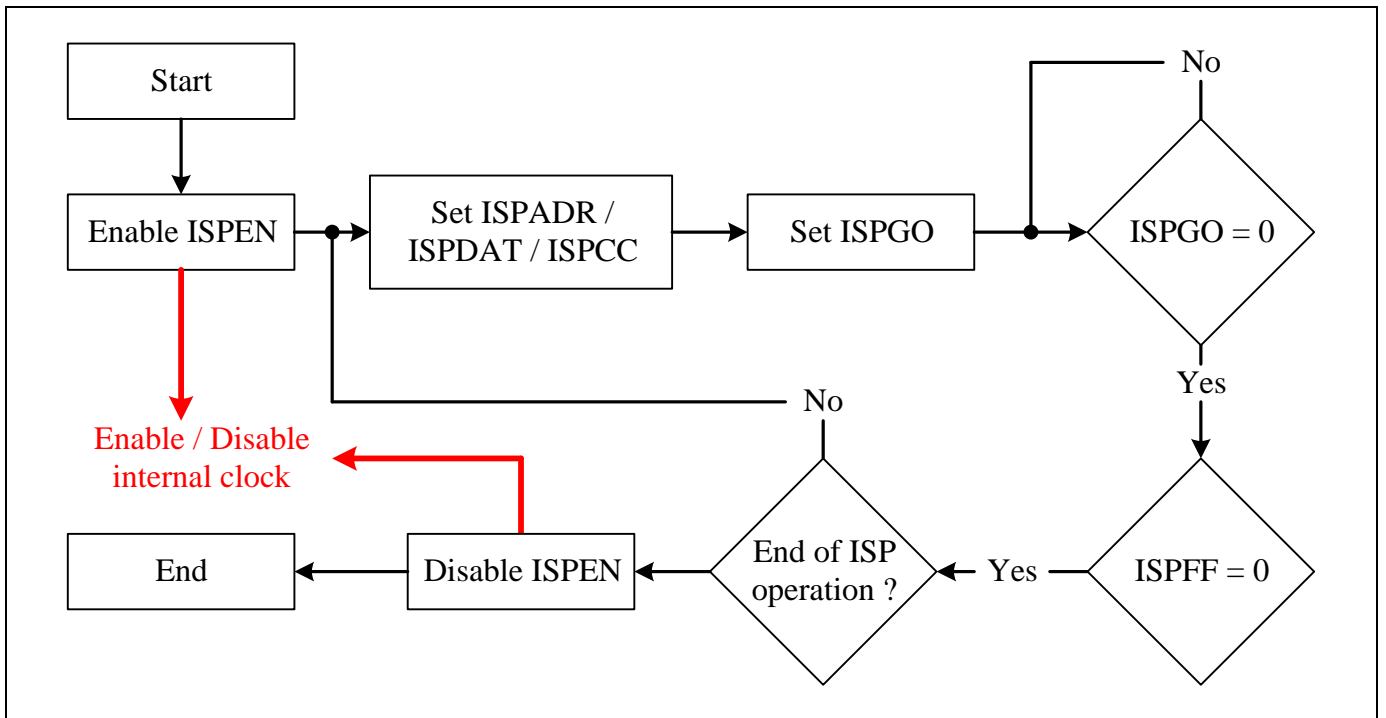 Start
No
Enable ISPEN
Set ISPADR /
ISPDAT / ISPCC
Set ISPGO
ISPGO = 0
Yes
No
Enable / Disable
internal clock
End
Disable ISPEN
End of ISP
operation ?
Yes
ISPFF = 0